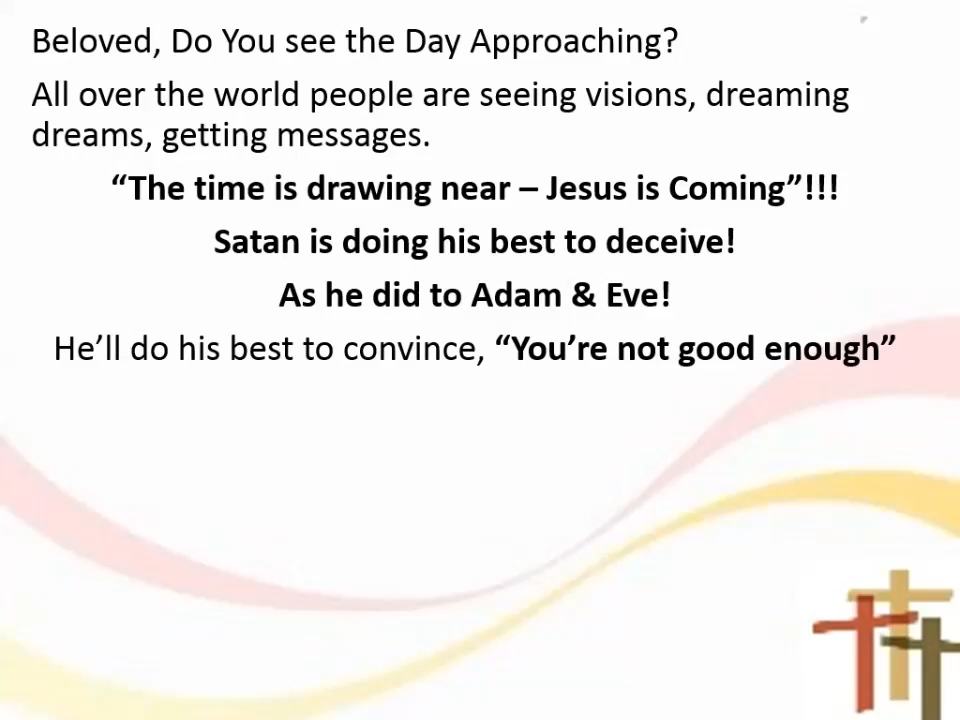 Beloved, Do You see the Day Approaching?
All over the world people are seeing visions, dreaming
dreams, getting messages.
“The time is drawing near – Jesus is Coming”!!!
Satan is doing his best to deceive!
As he did to Adam & Eve!
He’ll do his best to convince, “You’re not good enough”